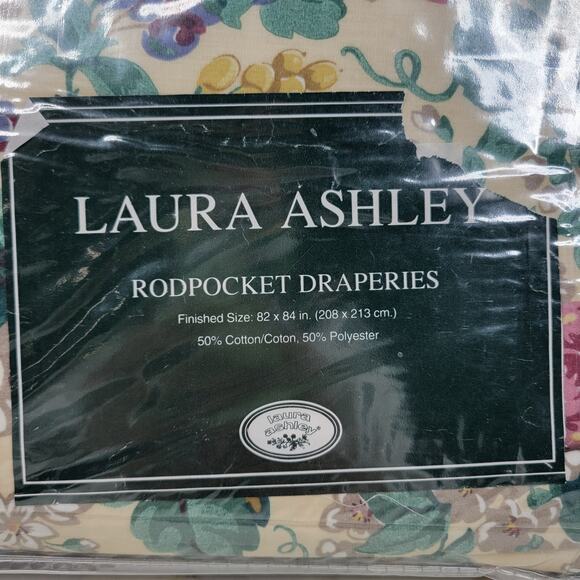 LAURA ASHLEY
RODPOCKET DRAPERIES
Finished Size: 82 x 84 in. (208 x 213 cm.)
50% Cotton/Coton, 50% Polyester
laura
ashley®